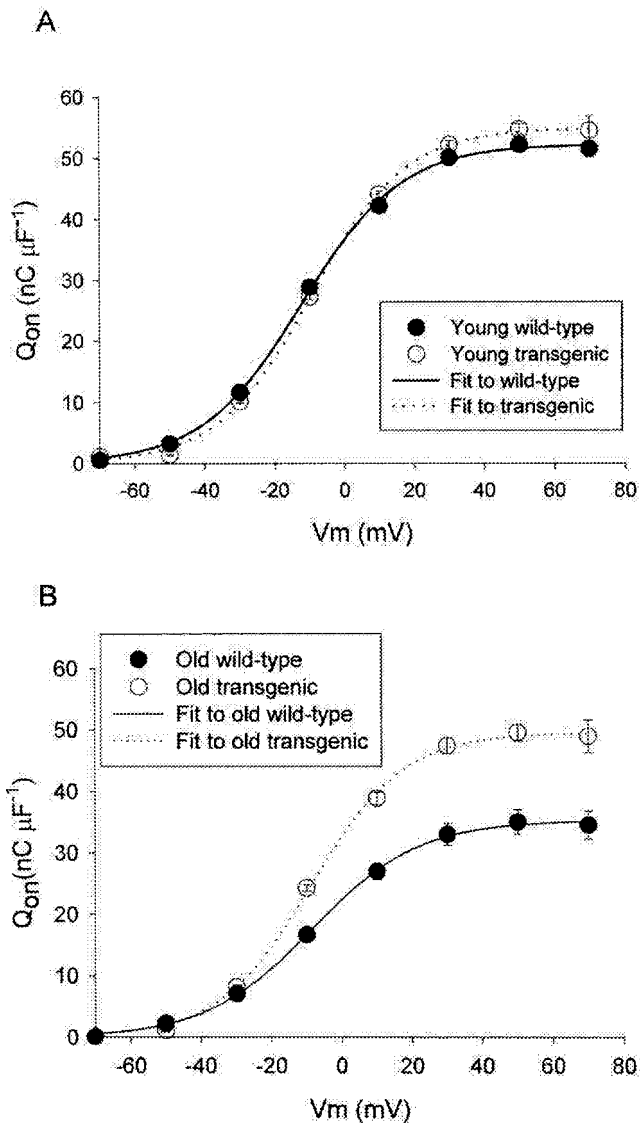 A
60
50
40
30
20
10
0
Qon (nC µF⁻¹)
Young wild-type
Young transgenic
Fit to wild-type
Fit to transgenic
-60 -40 -20 0 20 40 60 80
Vm (mV)
B
Old wild-type
Old transgenic
Fit to old wild-type
Fit to old transgenic
60
50
40
30
20
10
0
Qon(nC µF⁻¹)
-60 -40 -20 0 20 40 60 80
Vm (mV)